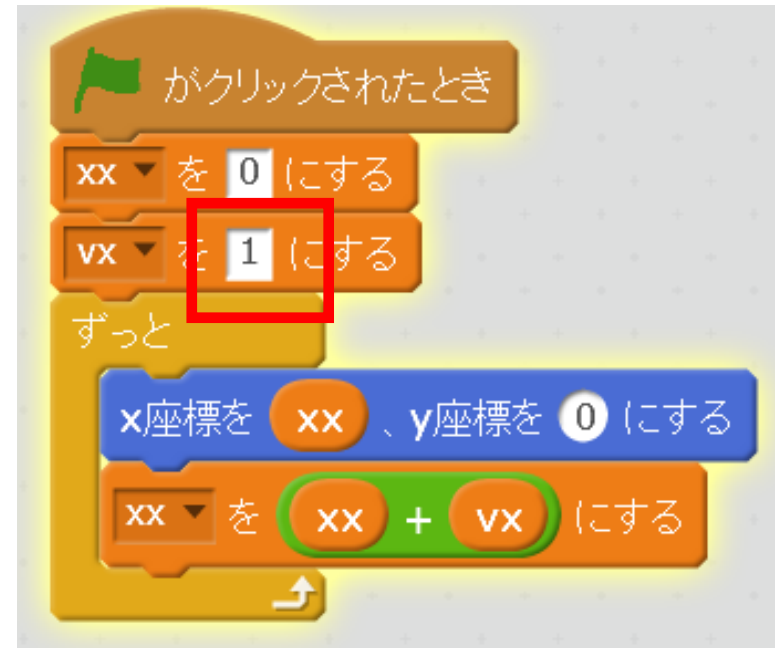 がクリックされたとき
xx を 0 にする
vx を 1 にする
ずっと
x座標を xx 、y座標を 0 にする
xx を xx + vx にする